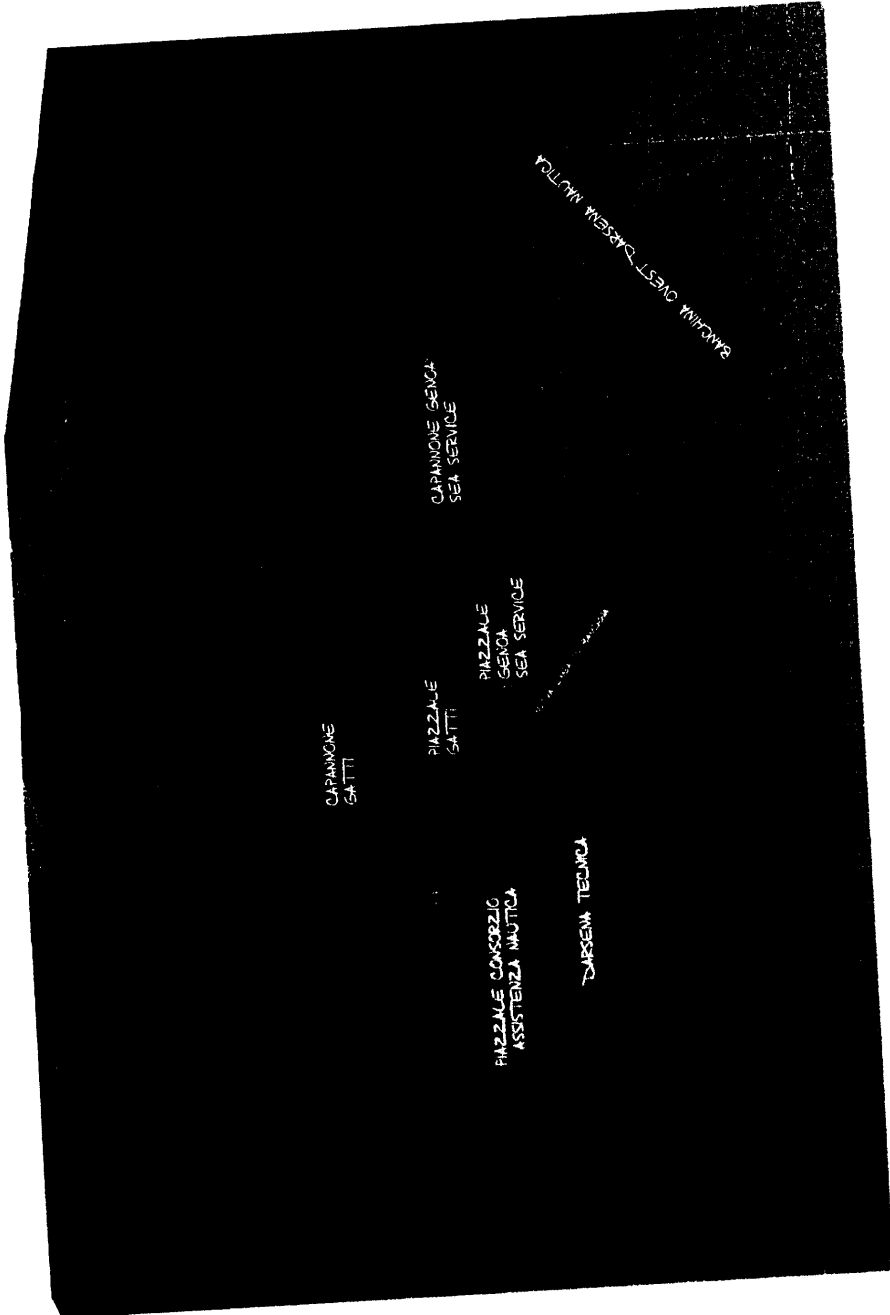 BANCHINA OVEST DARSENA NAUTICA
CAPANNONE GENOA
SEA SERVICE
PIAZZALE
GENOA
SEA SERVICE
PIAZZALE
GATTI
CAPANNONE
GATTI
PIAZZALE CONSORZIO
ASSISTENZA NAUTICA
DARSENA TECNICA